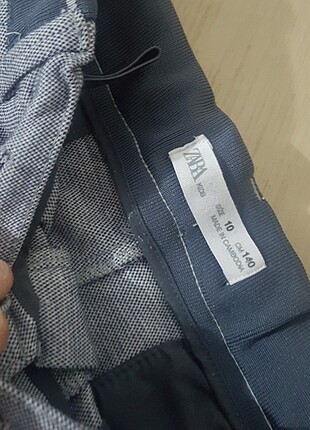 ZARA
KIDS
SIZE 10 CM 140
MADE IN CAMBODIA